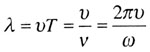 λ = υT = υ/ν = 2πυ/ω